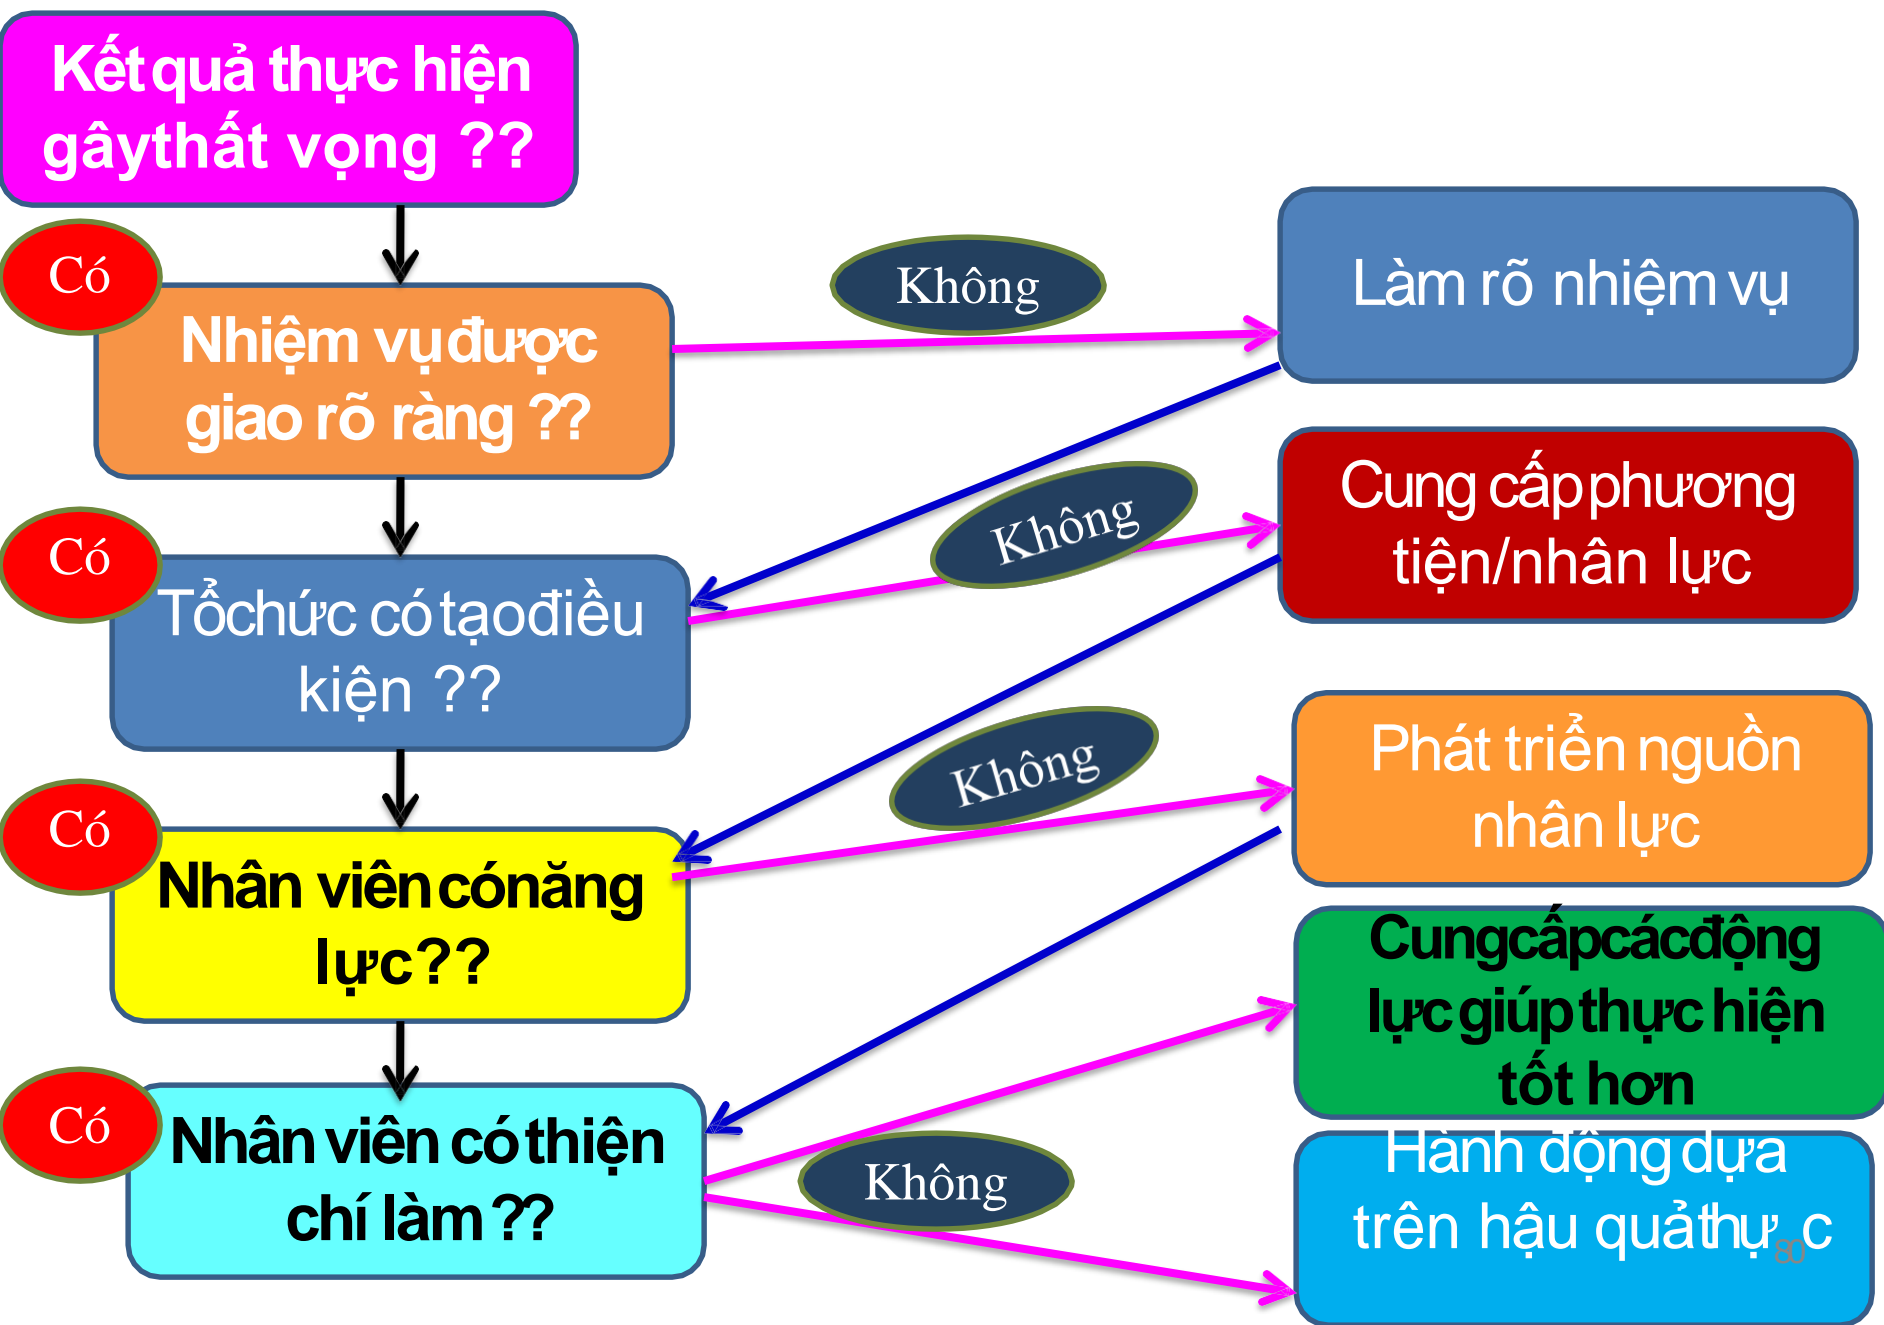 Kết quả thực hiện
gây thất vọng ??
Có
Không
Làm rõ nhiệm vụ
Nhiệm vụ được
giao rõ ràng ??
Cung cấp phương
tiện/nhân lực
Không
Có
Tổ chức có tạo điều
kiện ??
Phát triển nguồn
nhân lực
Không
Có
Nhân viên có năng
lực??
Cung cấp các động
lực giúp thực hiện
tốt hơn
Có
Nhân viên có thiện
chí làm ??
Không
Hành động dựa
trên hậu quả thực
80